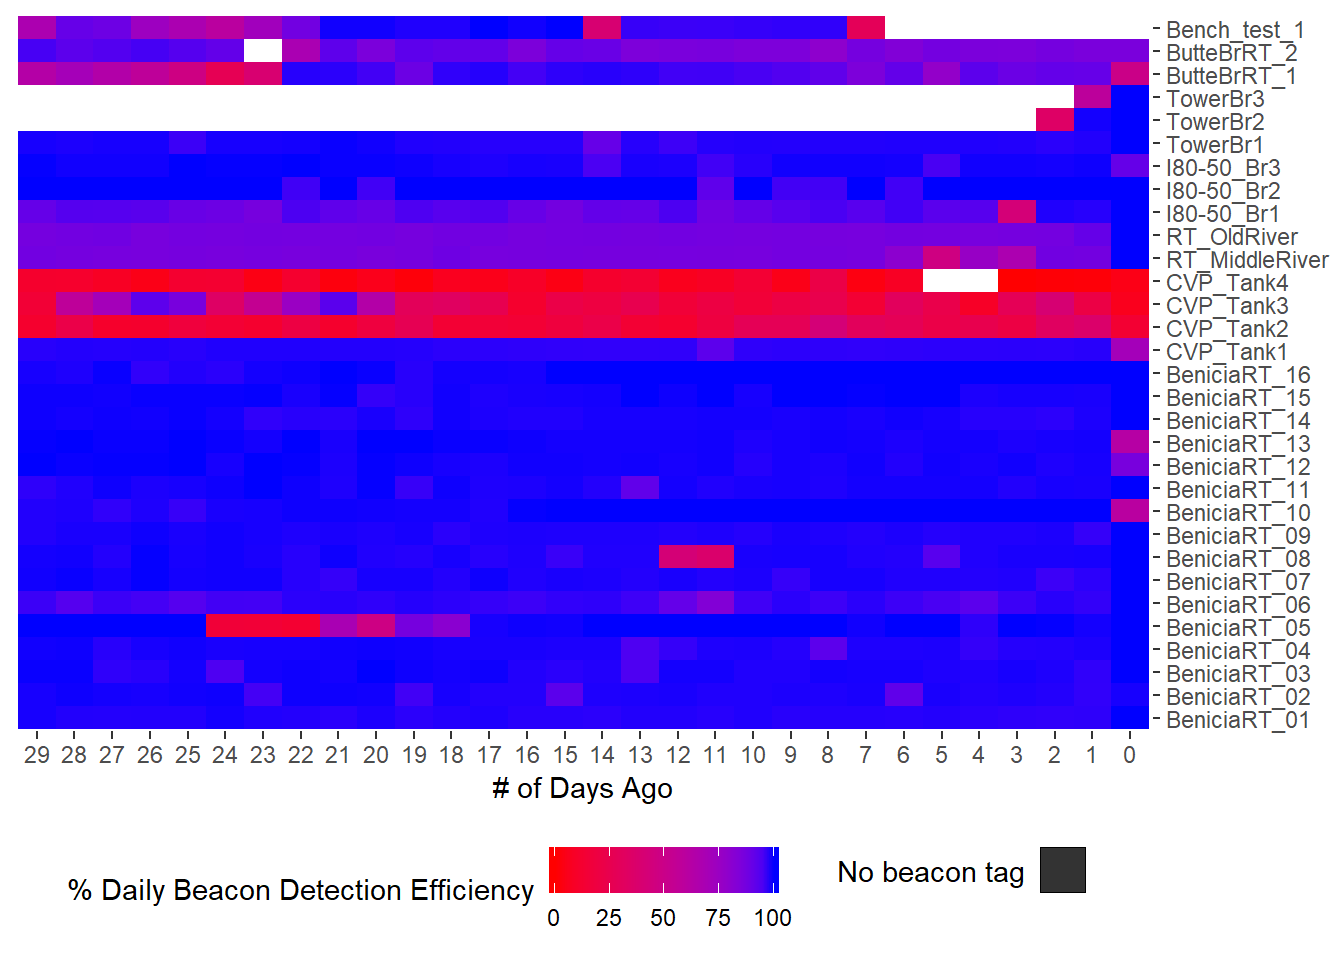 Bench_test_1
ButteBrRT_2
ButteBrRT_1
TowerBr3
TowerBr2
TowerBr1
I80-50_Br3
I80-50_Br2
I80-50_Br1
RT_OldRiver
RT_MiddleRiver
CVP_Tank4
CVP_Tank3
CVP_Tank2
CVP_Tank1
BeniciaRT_16
BeniciaRT_15
BeniciaRT_14
BeniciaRT_13
BeniciaRT_12
BeniciaRT_11
BeniciaRT_10
BeniciaRT_09
BeniciaRT_08
BeniciaRT_07
BeniciaRT_06
BeniciaRT_05
BeniciaRT_04
BeniciaRT_03
BeniciaRT_02
BeniciaRT_01
29 28 27 26 25 24 23 22 21 20 19 18 17 16 15 14 13 12 11 10 9 8 7 6 5 4 3 2 1 0
# of Days Ago
% Daily Beacon Detection Efficiency
0 25 50 75 100
No beacon tag